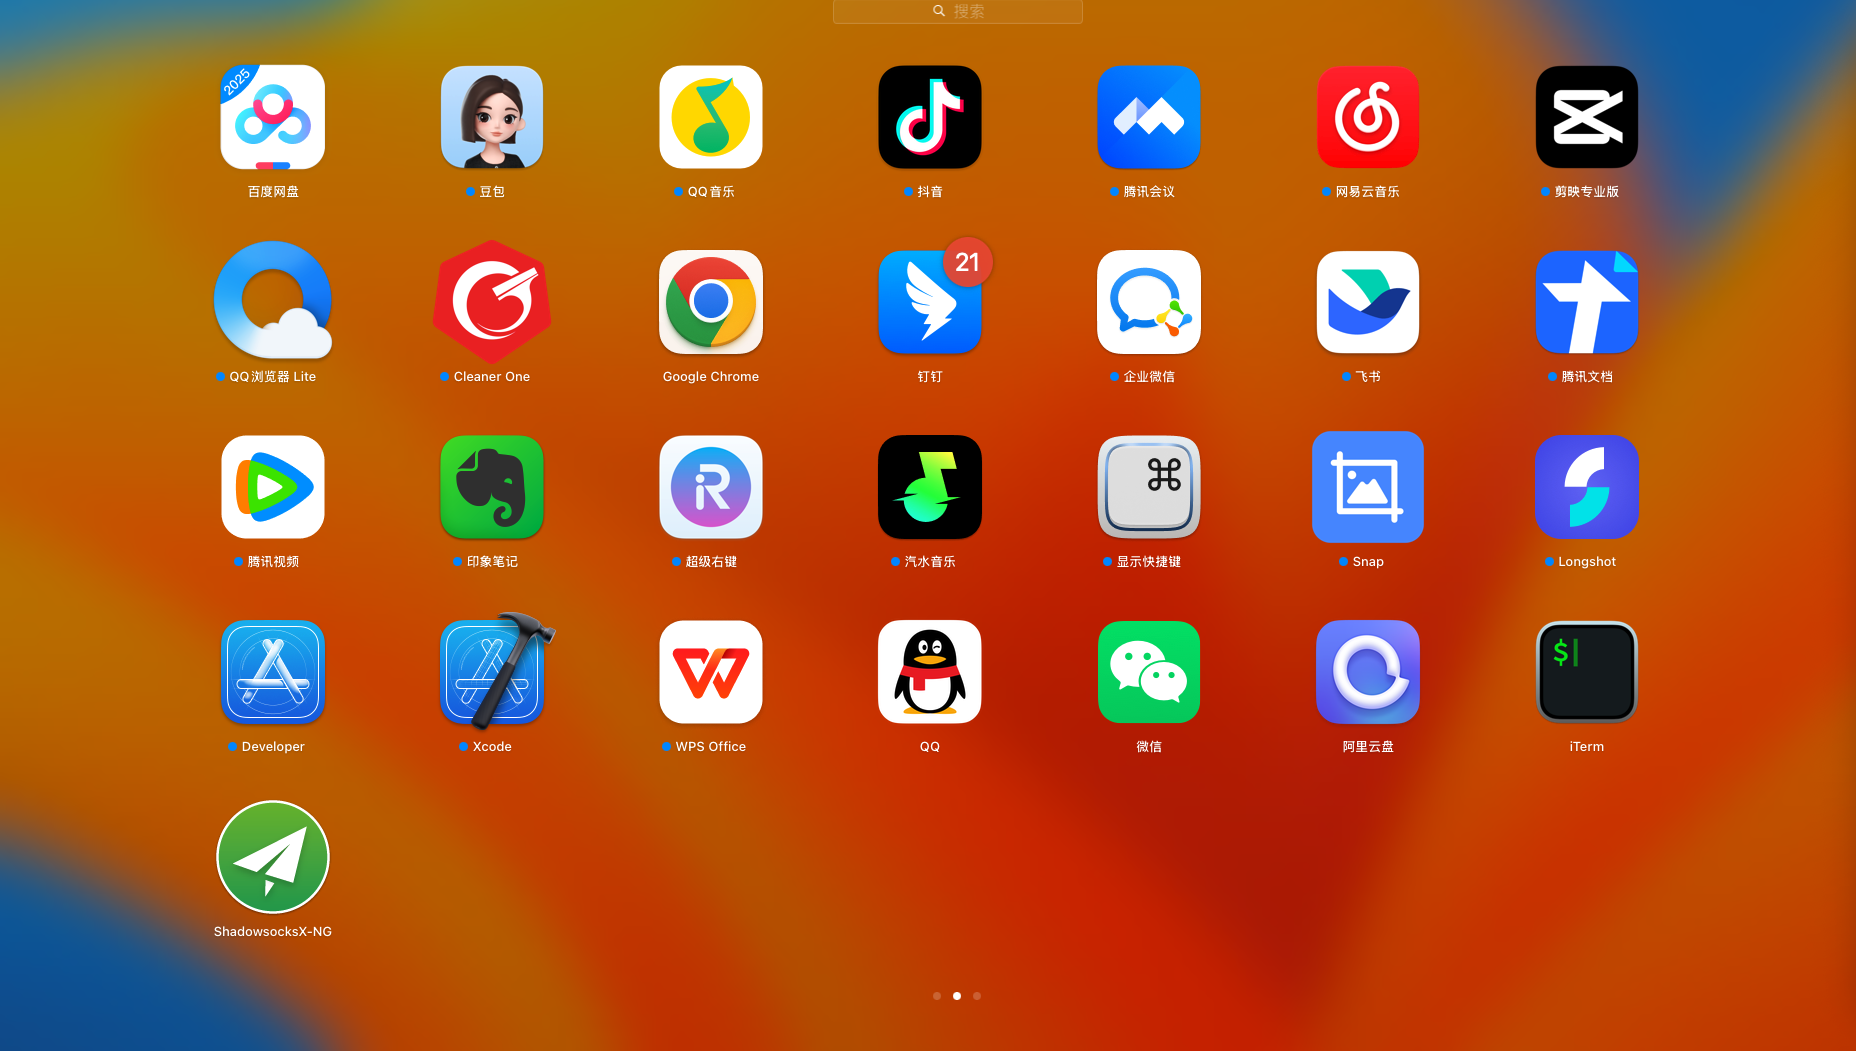 搜索
2025
百度网盘
豆包
QQ音乐
抖音
腾讯会议
网易云音乐
剪映专业版
21
QQ浏览器 Lite
Cleaner One
Google Chrome
钉钉
企业微信
飞书
腾讯文档
iR
⌘
腾讯视频
印象笔记
超级右键
汽水音乐
显示快捷键
Snap
Longshot
$
Developer
Xcode
WPS Office
QQ
微信
阿里云盘
iTerm
ShadowsocksX-NG